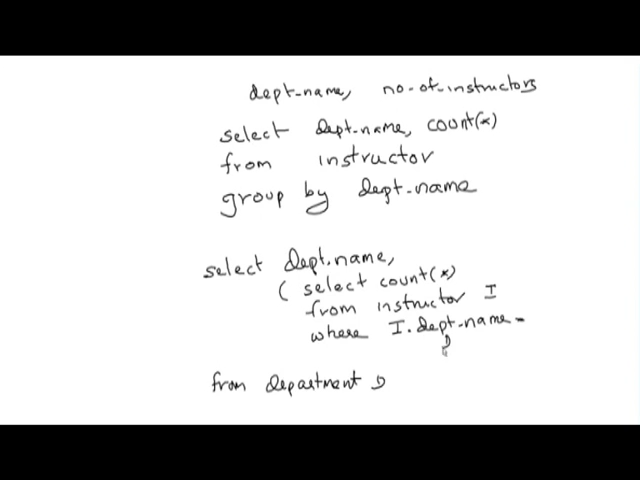 dept-name, no-of-instructors
select dept-name, count(*)
from instructor
group by dept-name
select dept.name,
( select count(*)
from instructor I
where I.dept-name =
D
from department D